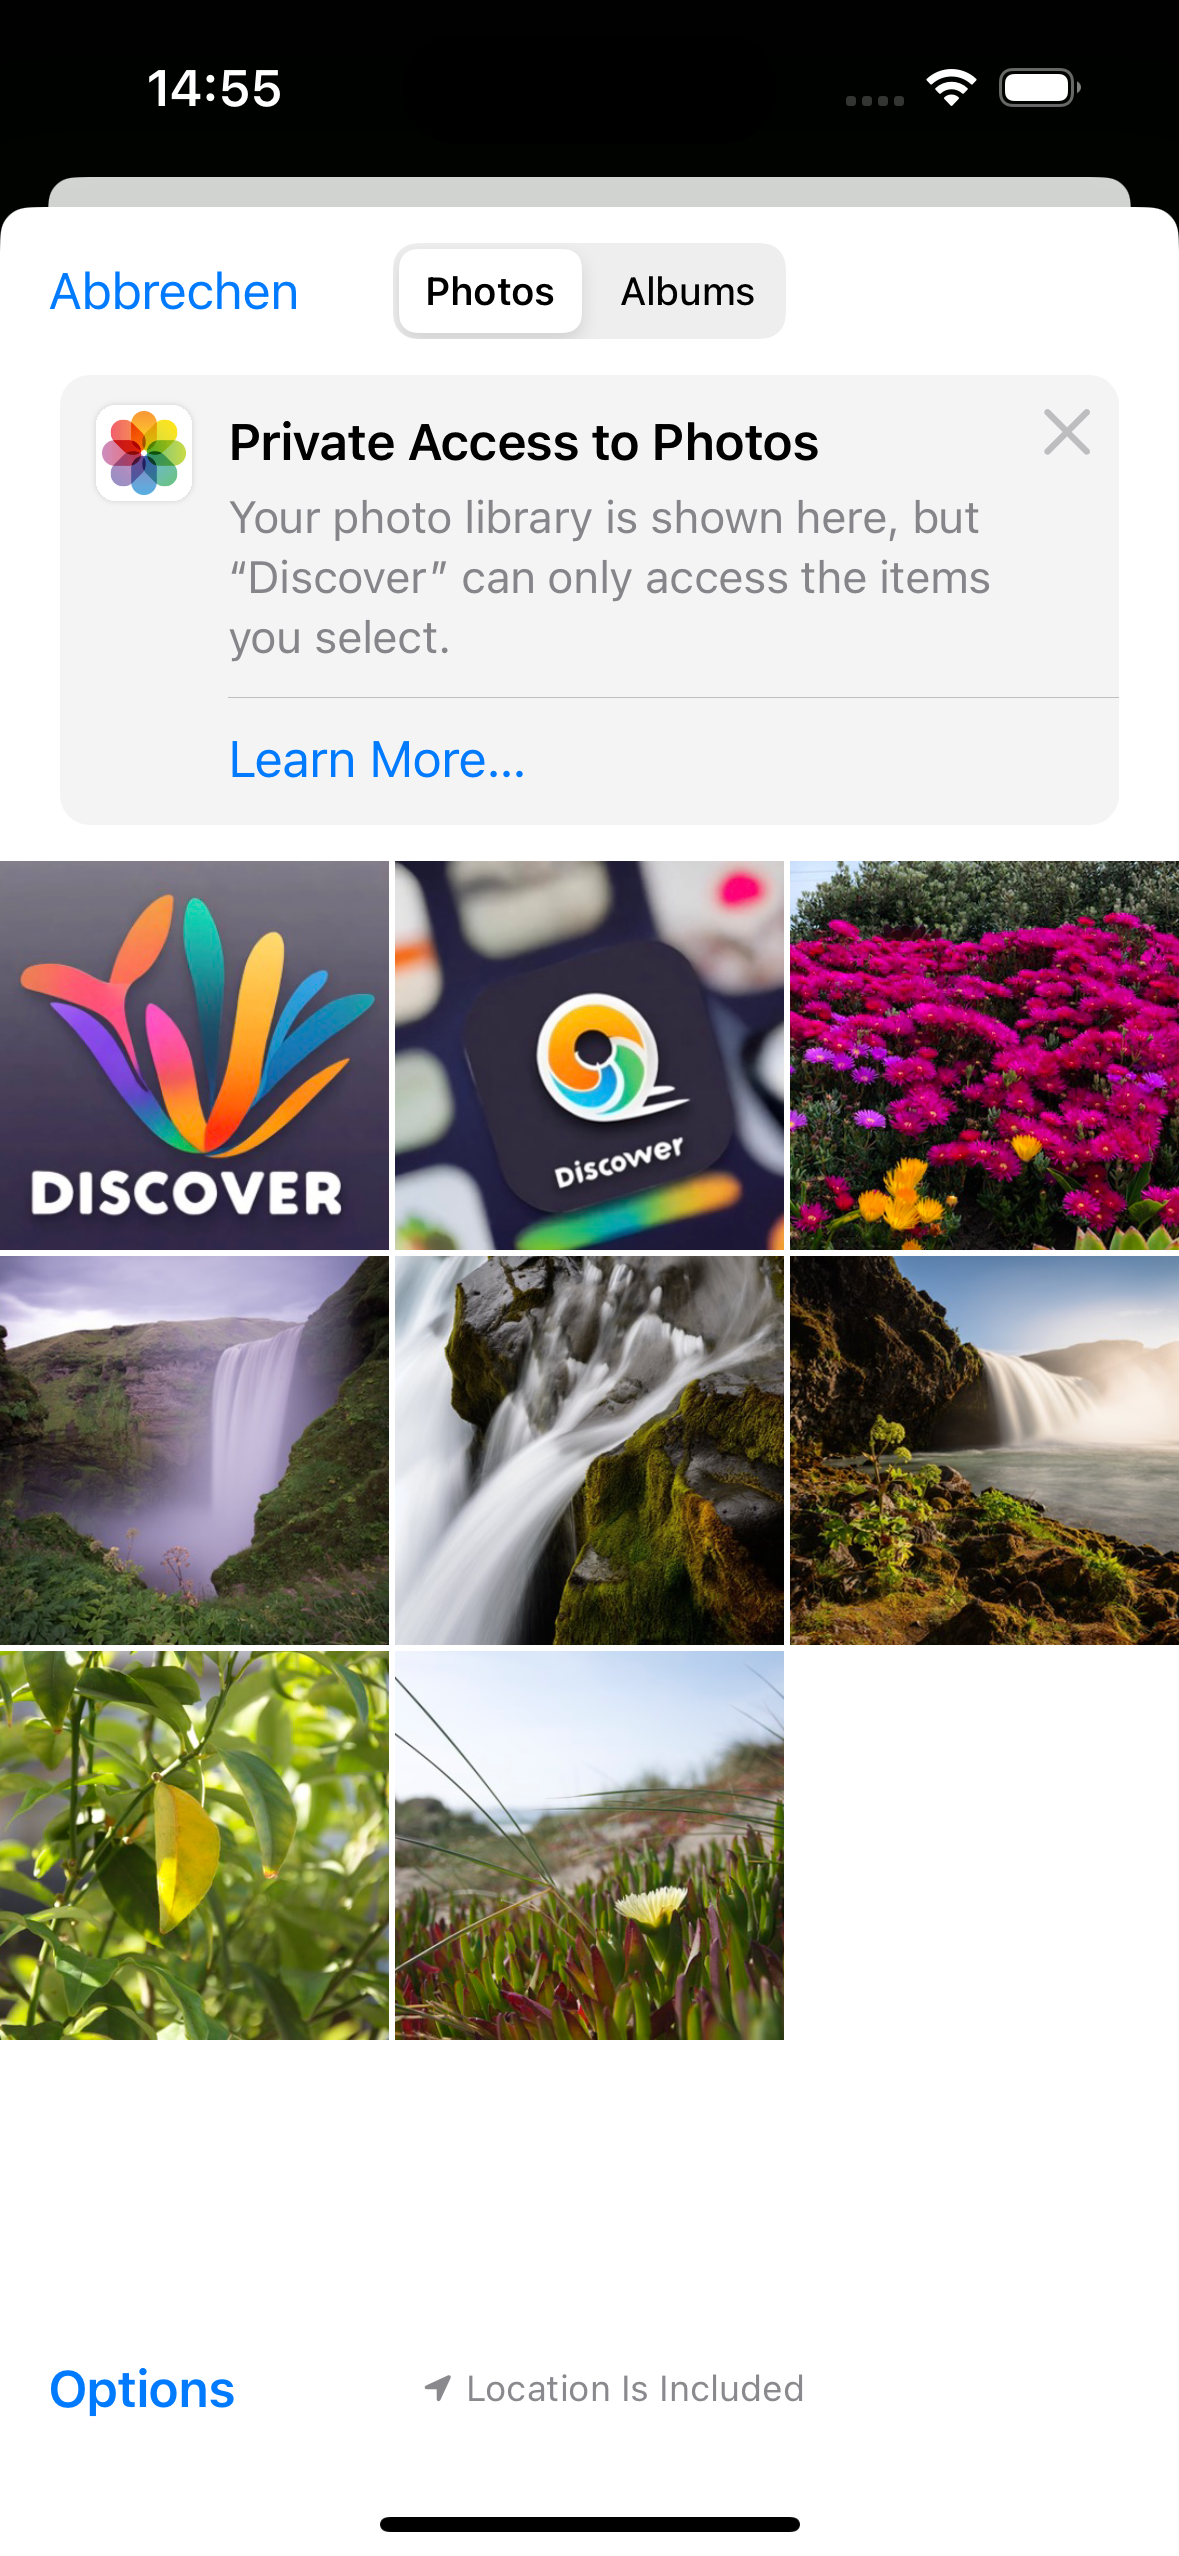 14:55
Abbrechen
Photos
Albums
Private Access to Photos
Your photo library is shown here, but
“Discover” can only access the items
you select.
Learn More...
DISCOVER
Discover
Options
Location Is Included